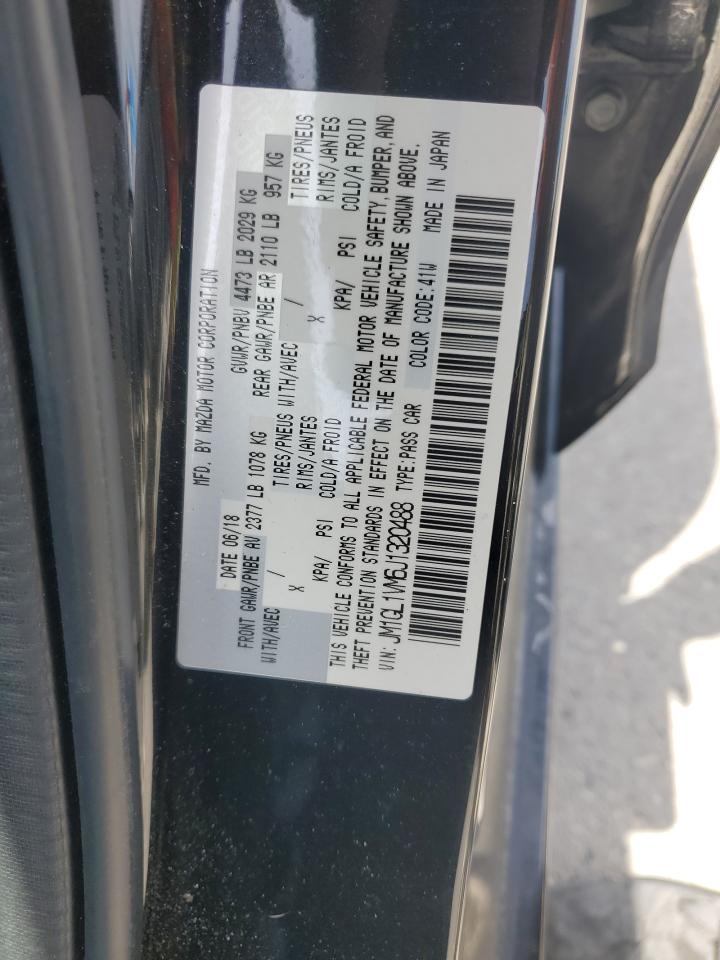 MFD. BY MAZDA MOTOR CORPORATION
DATE 06/18 GVWR/PNBV 4473 LB 2029 KG
FRONT GAWR/PNBE AV 2377 LB 1078 KG REAR GAWR/PNBE AR 2110 LB 957 KG
WITH/AVEC / TIRES/PNEUS WITH/AVEC / TIRES/PNEUS
X RIMS/JANTES X RIMS/JANTES
KPA/ PSI COLD/A FROID KPA/ PSI COLD/A FROID
THIS VEHICLE CONFORMS TO ALL APPLICABLE FEDERAL MOTOR VEHICLE SAFETY, BUMPER, AND
THEFT PREVENTION STANDARDS IN EFFECT ON THE DATE OF MANUFACTURE SHOWN ABOVE.
VIN: JM1GL1VM6J1320488 TYPE:PASS CAR COLOR CODE:41W MADE IN JAPAN